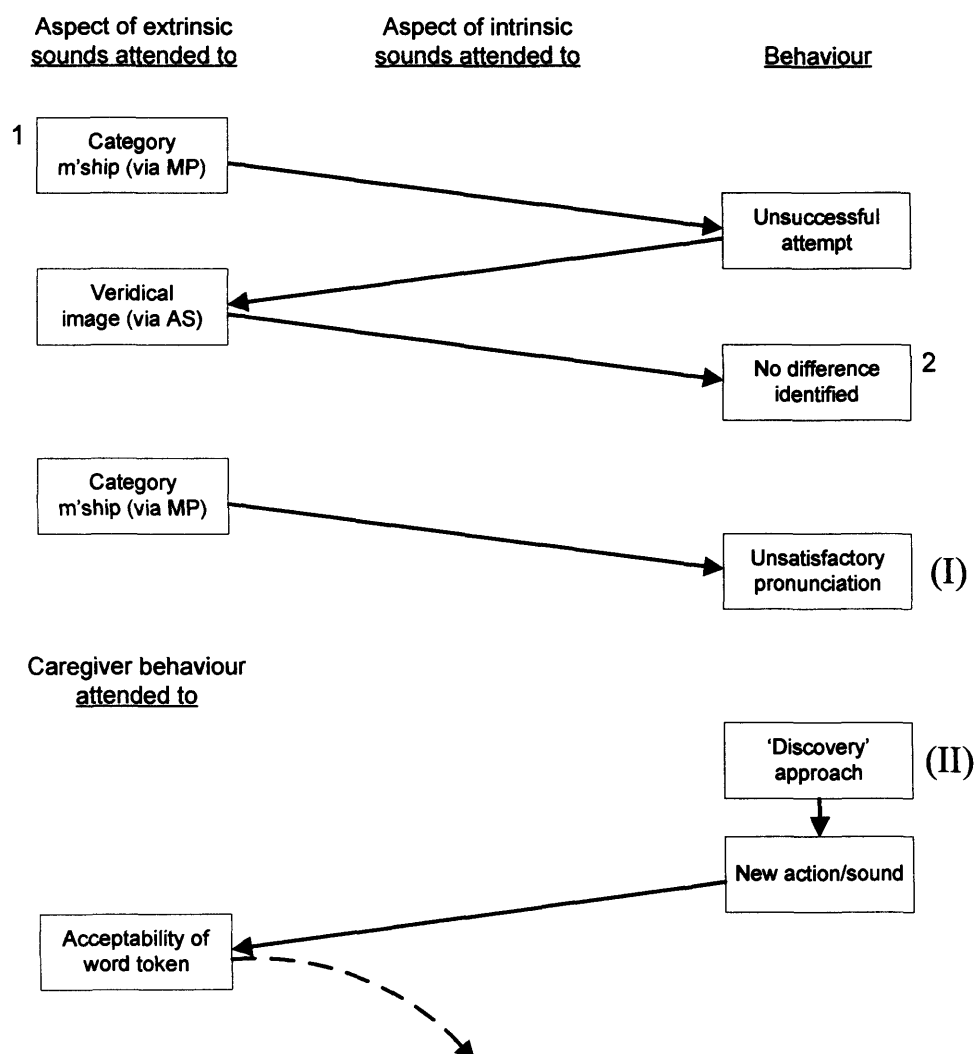 Aspect of extrinsic
sounds attended to
Aspect of intrinsic
sounds attended to
Behaviour
1
Category
m'ship (via MP)
Unsuccessful
attempt
Veridical
image (via AS)
No difference
identified
2
Category
m'ship (via MP)
Unsatisfactory
pronunciation
(I)
Caregiver behaviour
attended to
'Discovery'
approach
(II)
New action/sound
Acceptability of
word token